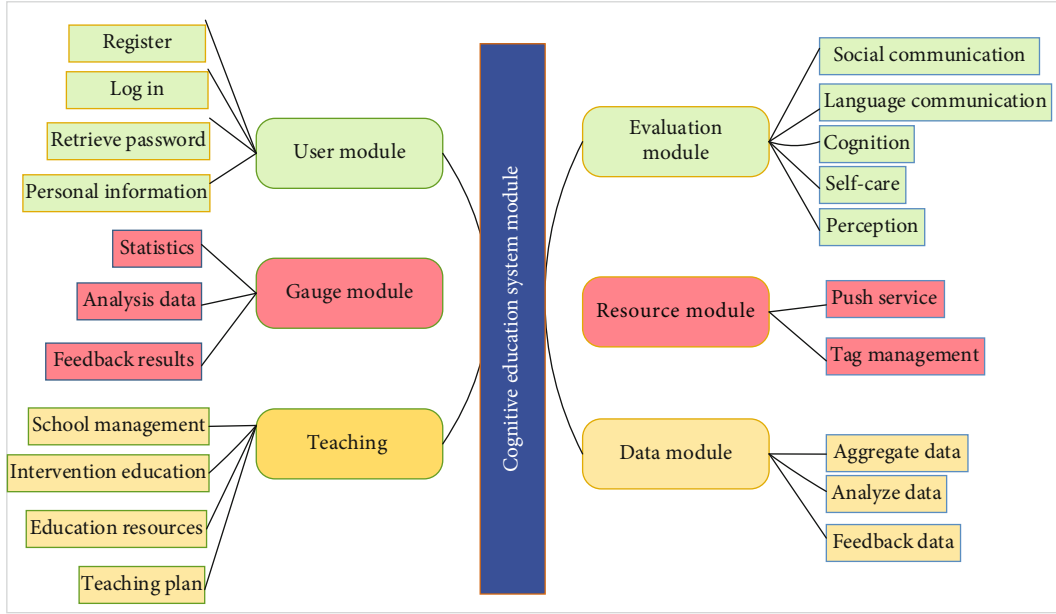 Register
Log in
Retrieve password
Personal information
User module
Statistics
Analysis data
Feedback results
Gauge module
School management
Intervention education
Education resources
Teaching plan
Teaching
Cognitive education system module
Evaluation
module
Social communication
Language communication
Cognition
Self-care
Perception
Resource module
Push service
Tag management
Data module
Aggregate data
Analyze data
Feedback data